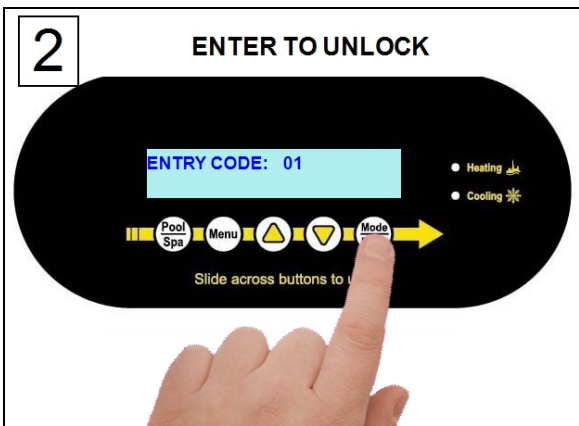 2
ENTER TO UNLOCK
ENTRY CODE: 01
Heating
Cooling
Pool
Spa
Menu
Mode
Slide across buttons to